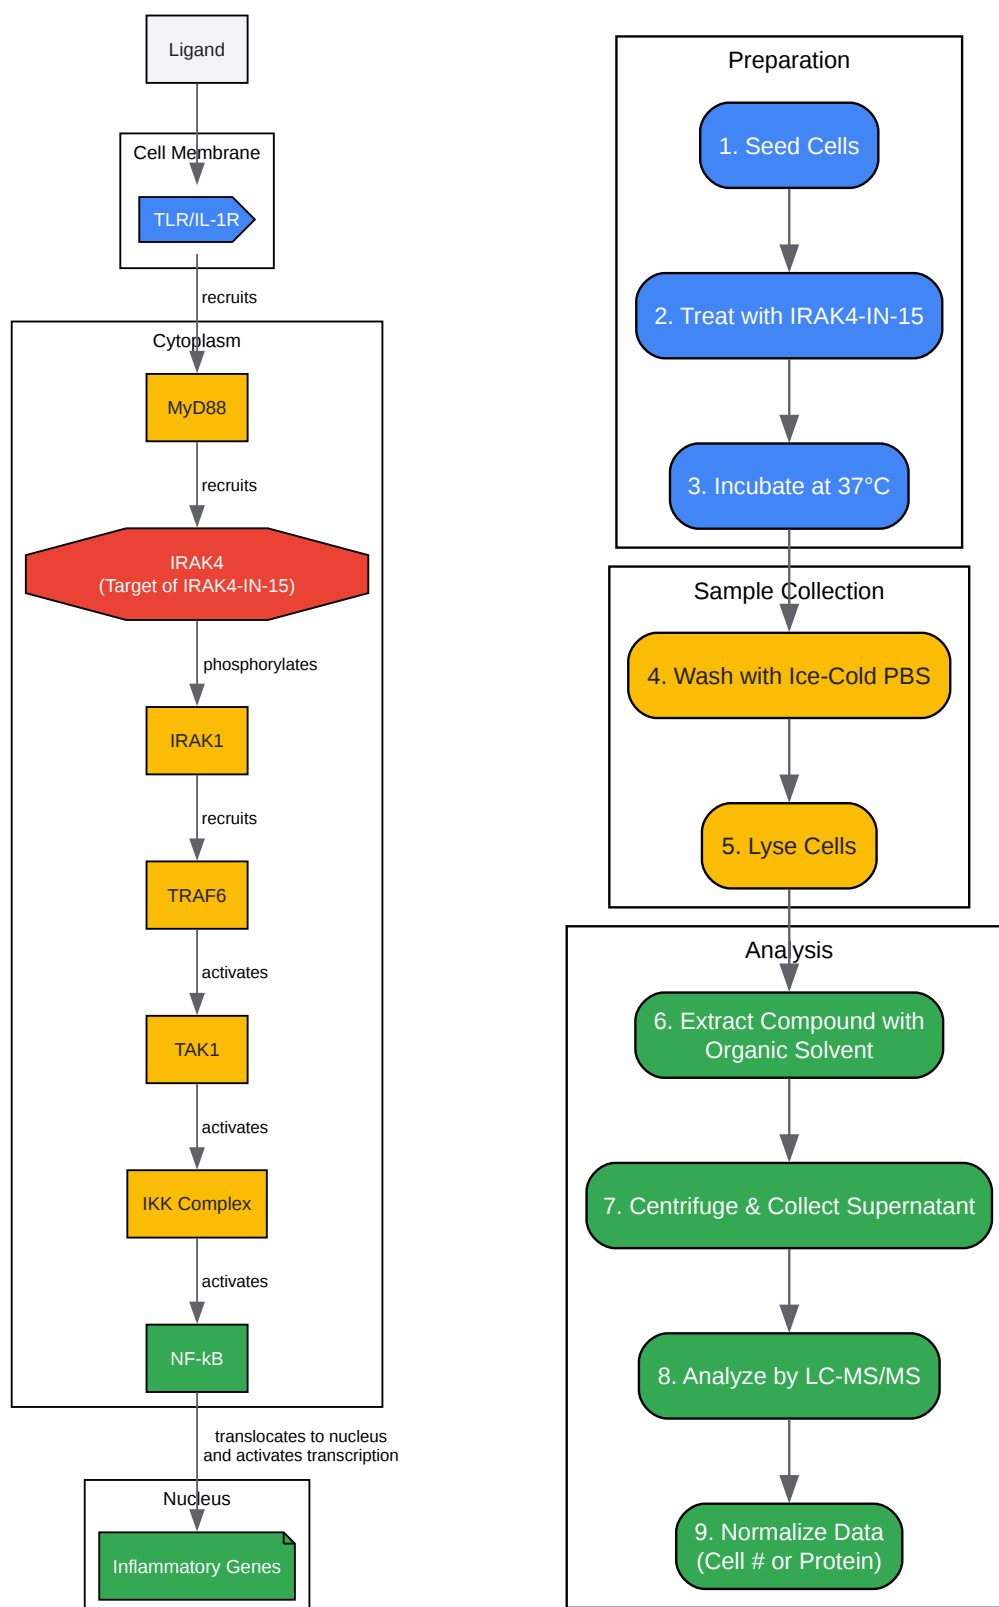 Ligand
Cell Membrane
TLR/IL-1R
recruits
Cytoplasm
MyD88
recruits
IRAK4
(Target of IRAK4-IN-15)
phosphorylates
IRAK1
recruits
TRAF6
activates
TAK1
activates
IKK Complex
activates
NF-kB
translocates to nucleus
and activates transcription
Nucleus
Inflammatory Genes
Preparation
1. Seed Cells
2. Treat with IRAK4-IN-15
3. Incubate at 37°C
Sample Collection
4. Wash with Ice-Cold PBS
5. Lyse Cells
Analysis
6. Extract Compound with
Organic Solvent
7. Centrifuge & Collect Supernatant
8. Analyze by LC-MS/MS
9. Normalize Data
(Cell # or Protein)